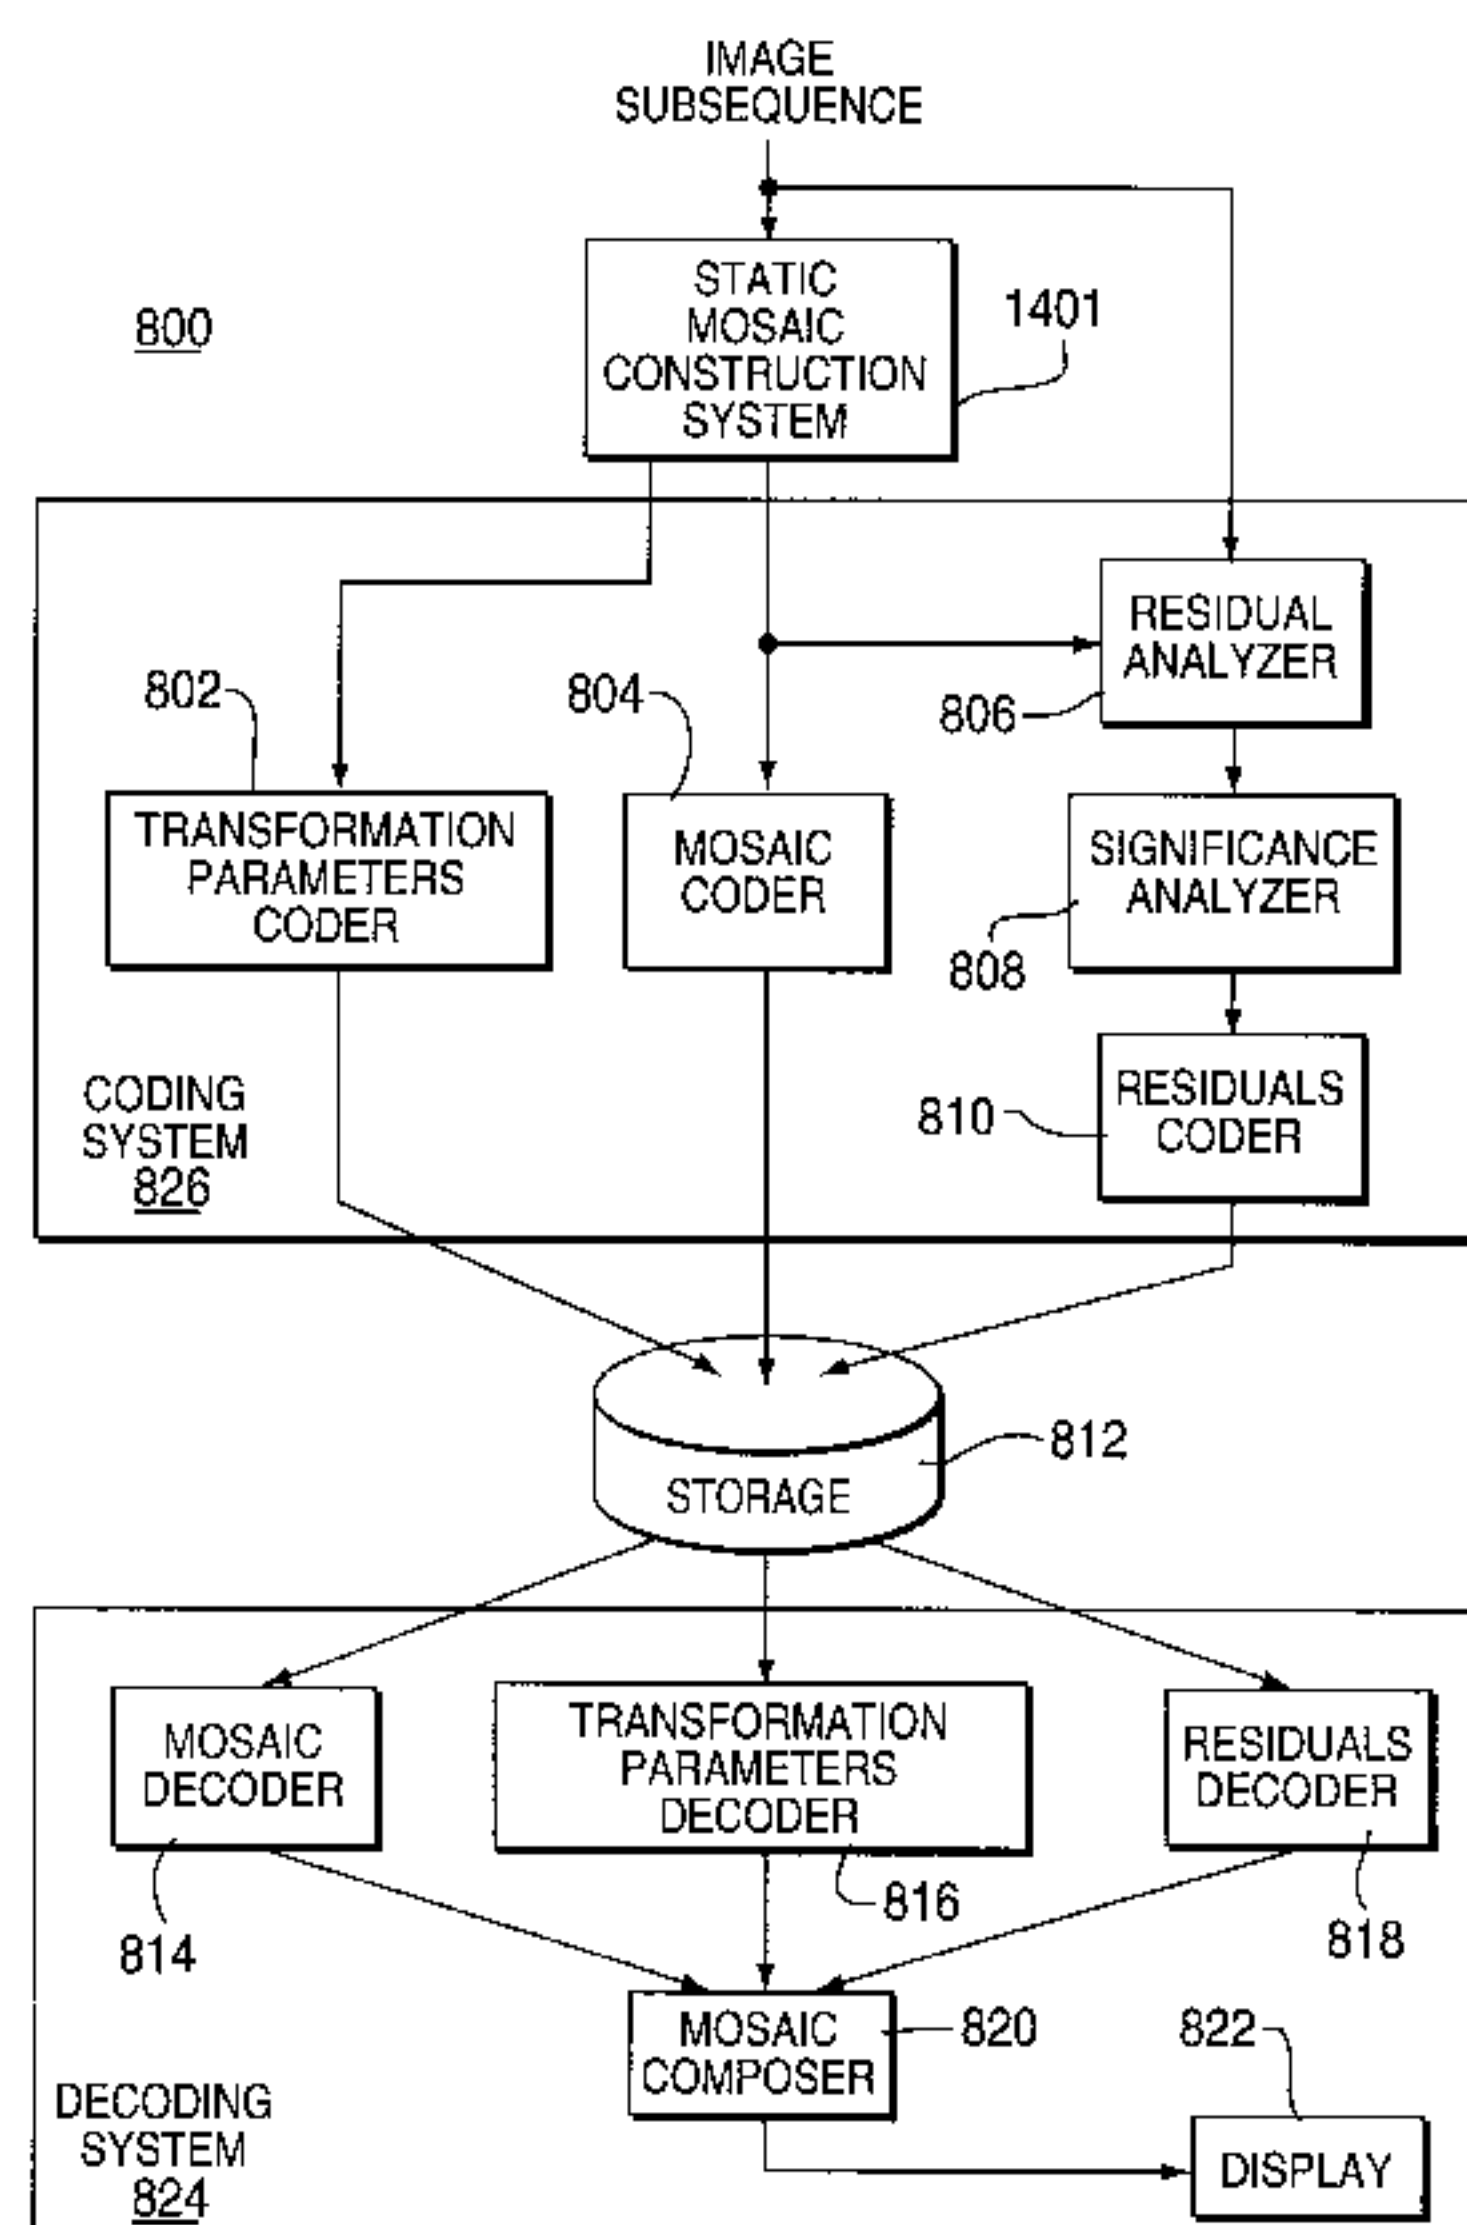 IMAGE
SUBSEQUENCE
STATIC
MOSAIC
CONSTRUCTION
SYSTEM
1401
800
RESIDUAL
ANALYZER
806
802
804
TRANSFORMATION
PARAMETERS
CODER
MOSAIC
CODER
SIGNIFICANCE
ANALYZER
808
RESIDUALS
CODER
810
CODING
SYSTEM
826
812
STORAGE
MOSAIC
DECODER
TRANSFORMATION
PARAMETERS
DECODER
RESIDUALS
DECODER
814
816
818
MOSAIC
COMPOSER
820
822
DECODING
SYSTEM
824
DISPLAY